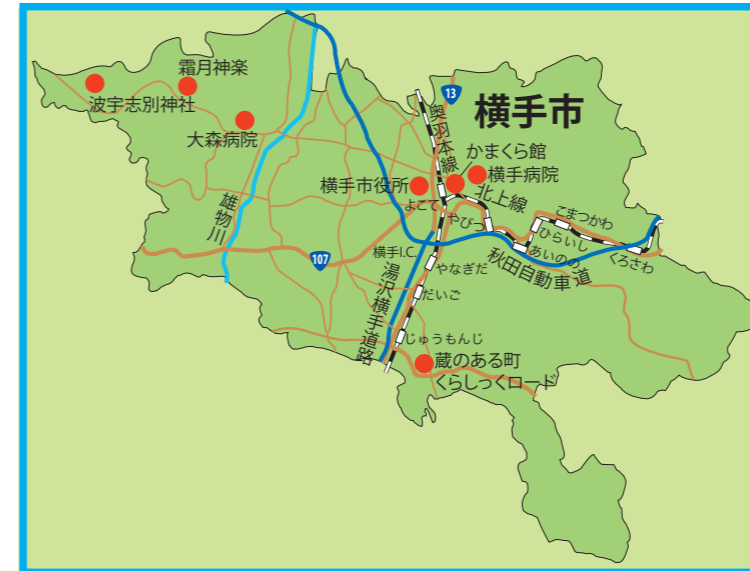 霜月神楽
波宇志別神社
大森病院
13
横手市
奥羽本線
かまくら館
横手病院
横手市役所
よこて
北上線
やびつ
こまつかわ
ひらいし
あいのの
くろさわ
秋田自動車道
雄物川
107
横手I.C.
湯沢横手道路
やなぎだ
だいご
じゅうもんじ
蔵のある町
くらしっくロード